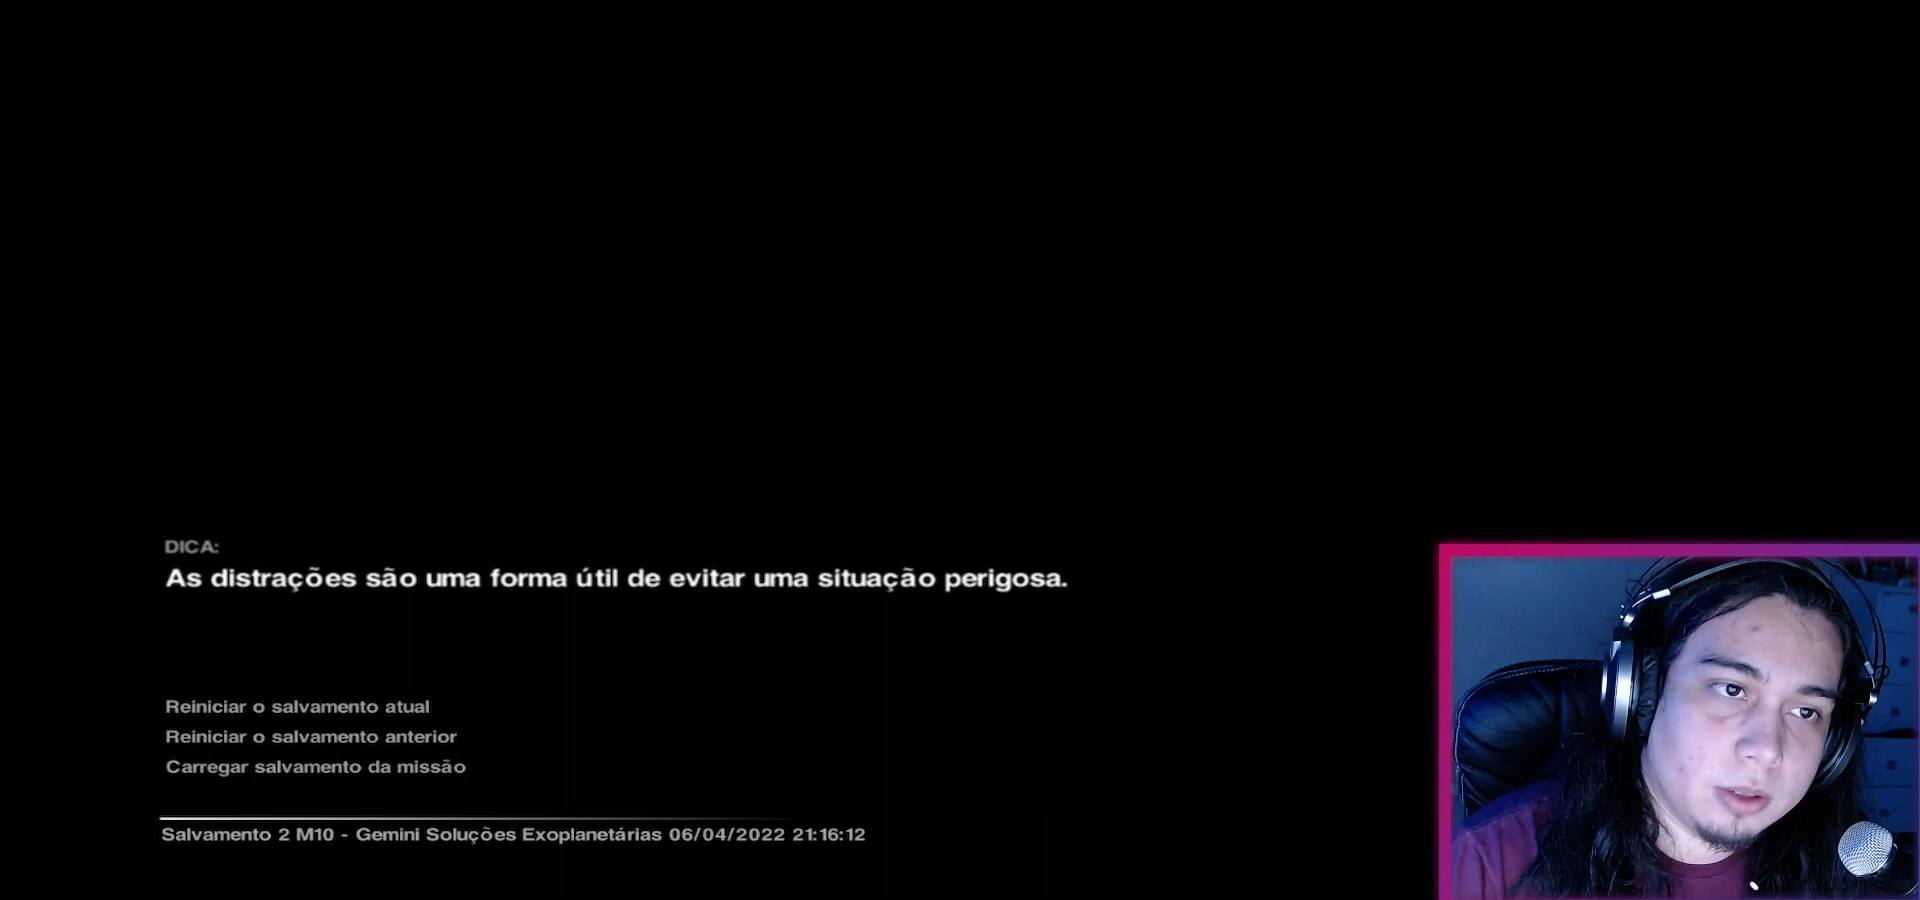 DICA:
As distrações são uma forma útil de evitar uma situação perigosa.
Reiniciar o salvamento atual
Reiniciar o salvamento anterior
Carregar salvamento da missão
Salvamento 2 M10 - Gemini Soluções Exoplanetárias 06/04/2022 21:16:12